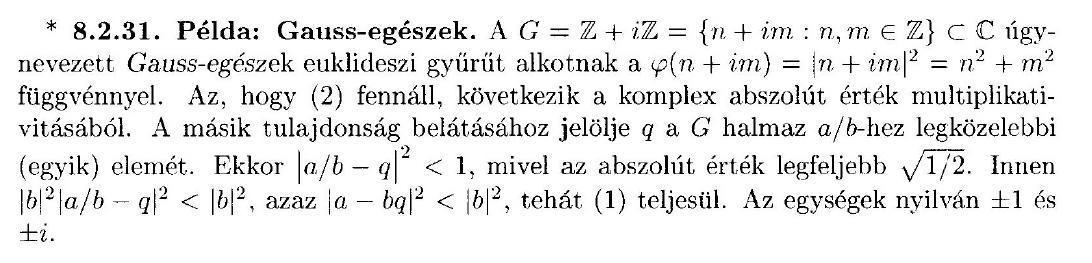 * 8.2.31. Példa: Gauss-egészek. A G = ℤ + iℤ = {n + im : n, m ∈ ℤ} ⊂ ℂ úgy-
nevezett Gauss-egészek euklideszi gyűrűt alkotnak a φ(n + im) = |n + im|² = n² + m²
függvénnyel. Az, hogy (2) fennáll, következik a komplex abszolút érték multiplikati-
vitásából. A másik tulajdonság belátásához jelölje q a G halmaz a/b-hez legközelebbi
(egyik) elemét. Ekkor |a/b − q|² < 1, mivel az abszolút érték legfeljebb √1/2. Innen
|b|²|a/b − q|² < |b|², azaz |a − bq|² < |b|², tehát (1) teljesül. Az egységek nyilván ±1 és
±i.